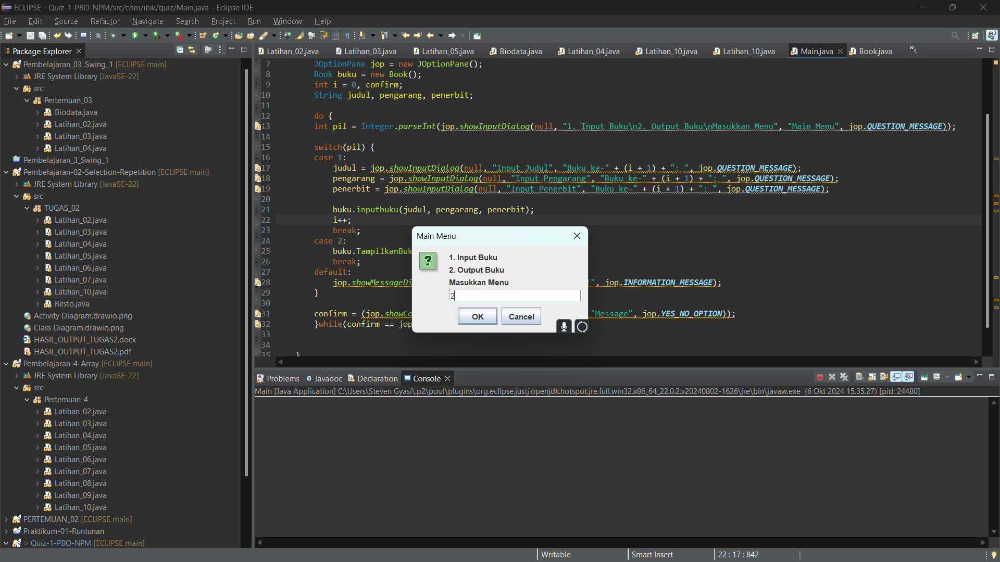 ECLIPSE - Quiz-1-PBO-NPM/src/com/ibik/quiz/Main.java - Eclipse IDE
File Edit Source Refactor Navigate Search Project Run Window Help
Package Explorer
Pembelajaran_03_Swing_1 [ECLIPSE main]
JRE System Library [JavaSE-22]
src
Pertemuan_03
Biodata.java
Latihan_02.java
Latihan_03.java
Latihan_04.java
Pembelajaran_3_Swing_1
Pembelajaran-02-Selection-Repetition [ECLIPSE main]
JRE System Library [JavaSE-22]
src
TUGAS_02
Latihan_02.java
Latihan_03.java
Latihan_04.java
Latihan_05.java
Latihan_06.java
Latihan_07.java
Latihan_10.java
Resto.java
Activity Diagram.drawio.png
Class Diagram.drawio.png
HASIL_OUTPUT_TUGAS2.docx
HASIL_OUTPUT_TUGAS2.pdf
Pembelajaran-4-Array [ECLIPSE main]
JRE System Library [JavaSE-22]
src
Pertemuan_4
Latihan_02.java
Latihan_03.java
Latihan_04.java
Latihan_05.java
Latihan_06.java
Latihan_07.java
Latihan_08.java
Latihan_09.java
Latihan_10.java
PERTEMUAN_02 [ECLIPSE main]
Praktikum-01-Runtunan
> Quiz-1-PBO-NPM [ECLIPSE main]
Latihan_02.java Latihan_03.java Latihan_05.java Biodata.java Latihan_04.java Latihan_10.java Latihan_10.java Main.java Book.java »5
7 JOptionPane jop = new JOptionPane();
8 Book buku = new Book();
9 int i = 0, confirm;
10 String judul, pengarang, penerbit;
11
12 do {
13 int pil = Integer.parseInt(jop.showInputDialog(null, "1. Input Buku\n2. Output Buku\nMasukkan Menu", "Main Menu", jop.QUESTION_MESSAGE));
14
15 switch(pil) {
16 case 1:
17 judul = jop.showInputDialog(null, "Input Judul", "Buku ke-" + (i + 1) + ": ", jop.QUESTION_MESSAGE);
18 pengarang = jop.showInputDialog(null, "Input Pengarang", "Buku ke-" + (i + 1) + ": ", jop.QUESTION_MESSAGE);
19 penerbit = jop.showInputDialog(null, "Input Penerbit", "Buku ke-" + (i + 1) + ": ", jop.QUESTION_MESSAGE);
20
21 buku.inputbuku(judul, pengarang, penerbit);
22 i++;
23 break;
24 case 2:
25 buku.TampilkanBuk
26 break;
27 default:
28 jop.showMessageDi !", jop.INFORMATION_MESSAGE);
29 }
30
31 confirm = (jop.showCo "Message", jop.YES_NO_OPTION));
32 }while(confirm == jop
33
34
35 }
Main Menu
1. Input Buku
2. Output Buku
Masukkan Menu
2
OK Cancel
Problems Javadoc Declaration Console
Main [Java Application] C:\Users\Steven Gyasi\.p2\pool\plugins\org.eclipse.justj.openjdk.hotspot.jre.full.win32.x86_64_22.0.2.v20240802-1626\jre\bin\javaw.exe (6 Okt 2024 15.35.27) [pid: 24480]
Writable Smart Insert 22 : 17 : 842